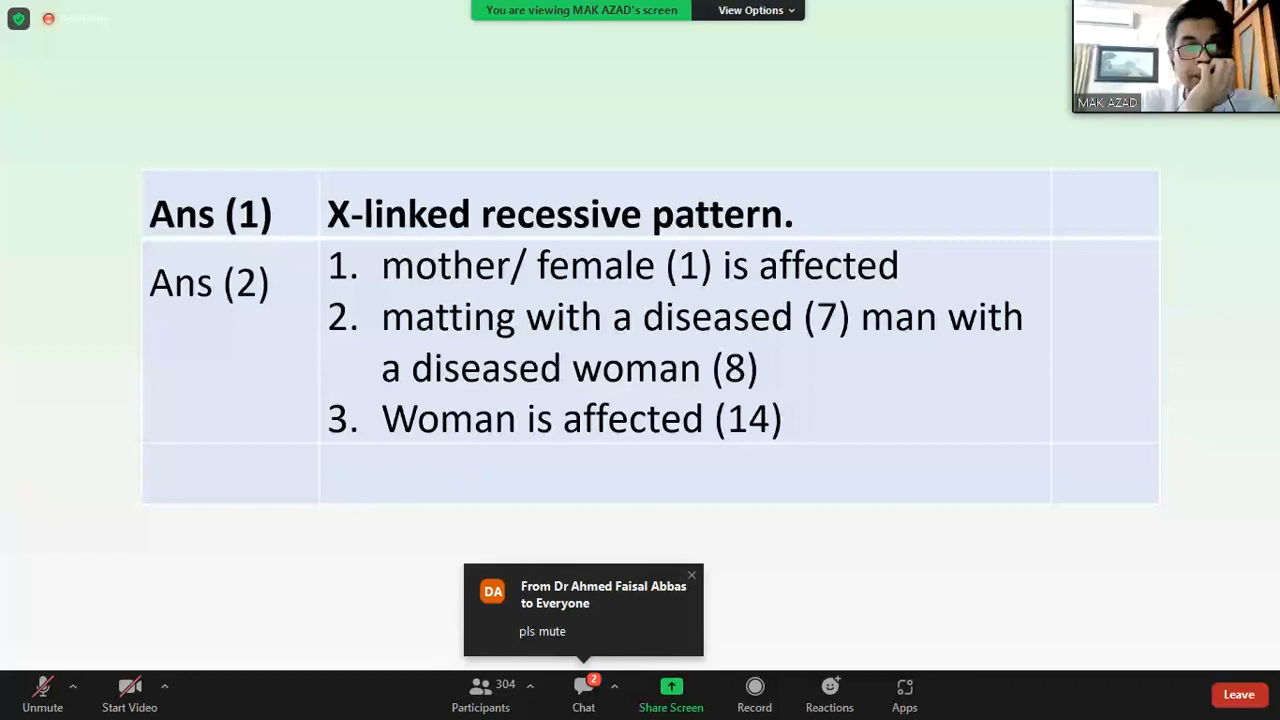 You are viewing MAK AZAD's screen
View Options
Recording
MAK AZAD
Ans (1)
X-linked recessive pattern.
Ans (2)
1. mother/ female (1) is affected
2. matting with a diseased (7) man with
a diseased woman (8)
3. Woman is affected (14)
DA
From Dr Ahmed Faisal Abbas
to Everyone
pls mute
304
2
Unmute
Start Video
Participants
Chat
Share Screen
Record
Reactions
Apps
Leave